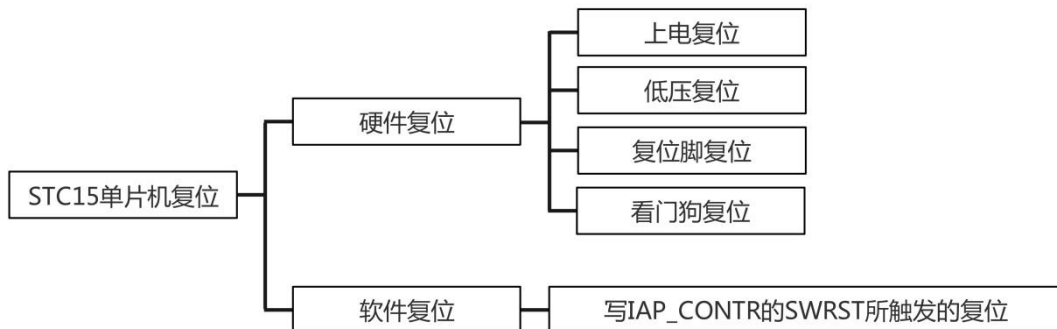 STC15单片机复位
硬件复位
上电复位
低压复位
复位脚复位
看门狗复位
软件复位
写IAP_CONTR的SWRST所触发的复位